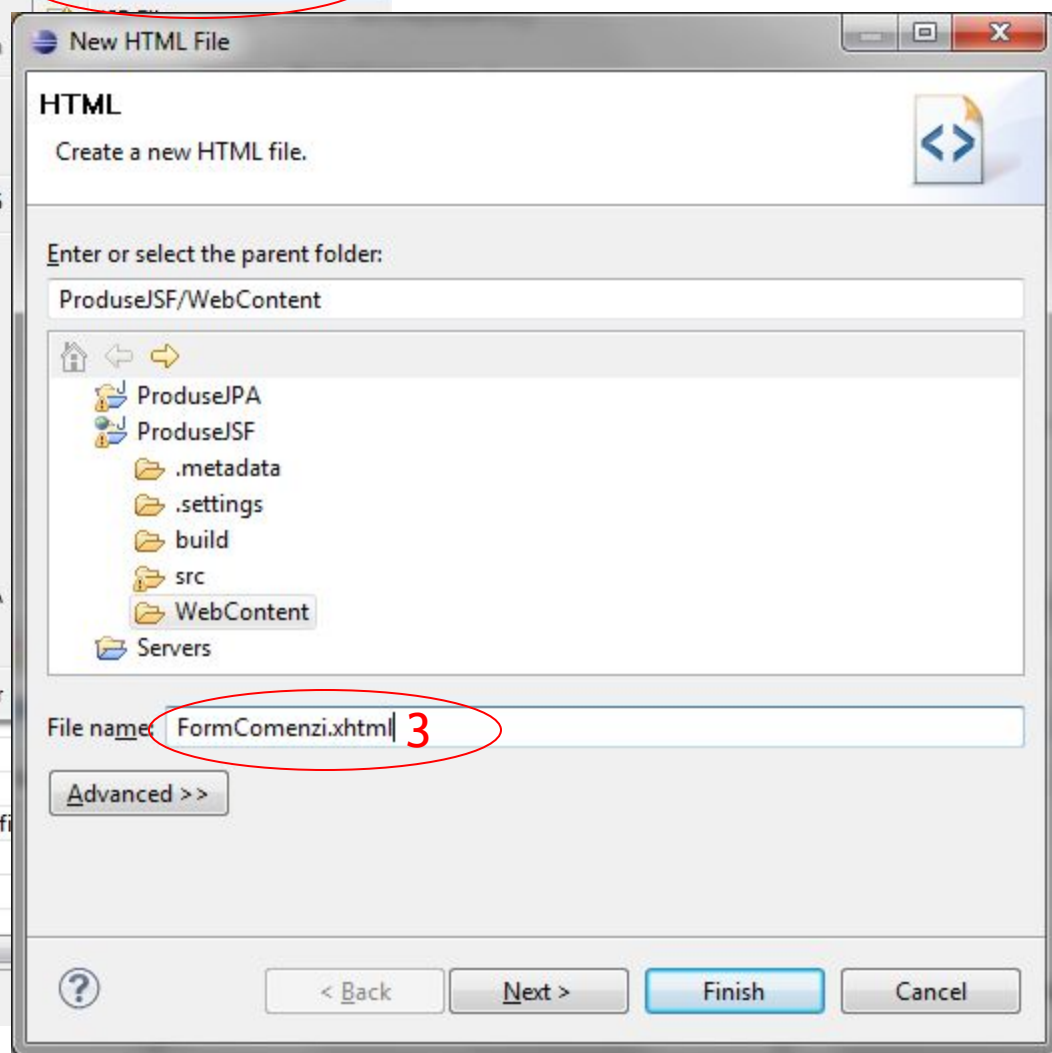 New HTML File
HTML
Create a new HTML file.
Enter or select the parent folder:
ProduseJSF/WebContent
ProduseJPA
ProduseJSF
.metadata
.settings
build
src
WebContent
Servers
File name: FormComenzi.xhtml 3
Advanced >>
fi
< Back Next > Finish Cancel